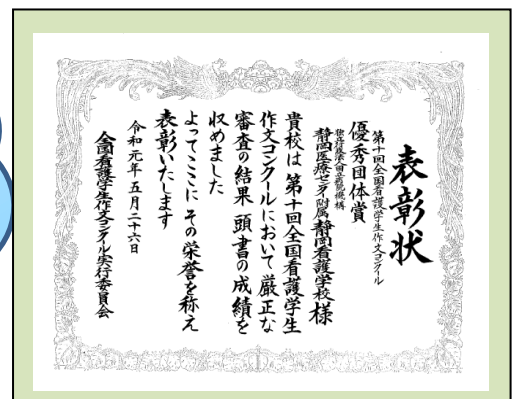 表彰状
第十回全国看護学生作文コンクール
優秀団体賞
独立行政法人国立病院機構
静岡医療センター附属静岡看護学校様
貴校は第十回全国看護学生
作文コンクールにおいて厳正な
審査の結果 頭書の成績を
収めました
よってここに その栄誉を称え
表彰いたします
令和元年五月二十六日
全国看護学生作文コンクール実行委員会